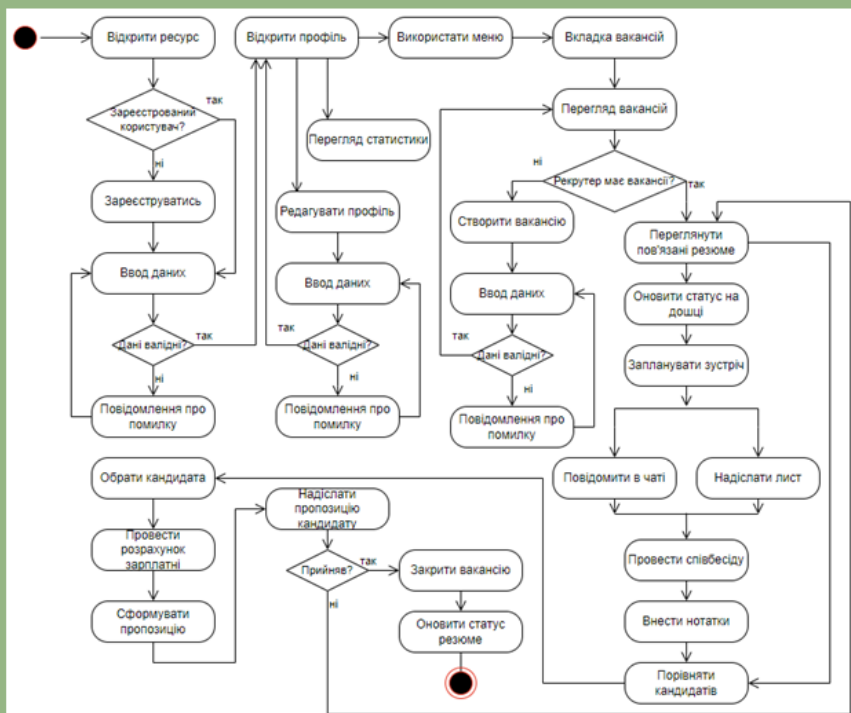 Відкрити ресурс
Відкрити профіль
Використати меню
Вкладка вакансій
Зареєстрований
користувач?
так
ні
Перегляд статистики
Перегляд вакансій
Рекрутер має вакансії?
ні
так
Зареєструватись
Редагувати профіль
Створити вакансію
Переглянути
пов'язані резюме
Ввод даних
Ввод даних
Ввод даних
Оновити статус на
дошці
Дані валідні?
так
ні
Дані валідні?
так
ні
Дані валідні?
так
ні
Запланувати зустріч
Повідомлення про
помилку
Повідомлення про
помилку
Повідомлення про
помилку
Повідомити в чаті
Надіслати лист
Обрати кандидата
Надіслати
пропозицію
кандидату
Провести
розрахунок
зарплатні
Прийняв?
так
ні
Закрити вакансію
Провести співбесіду
Сформувати
пропозицію
Оновити статус
резюме
Внести нотатки
Порівняти
кандидатів